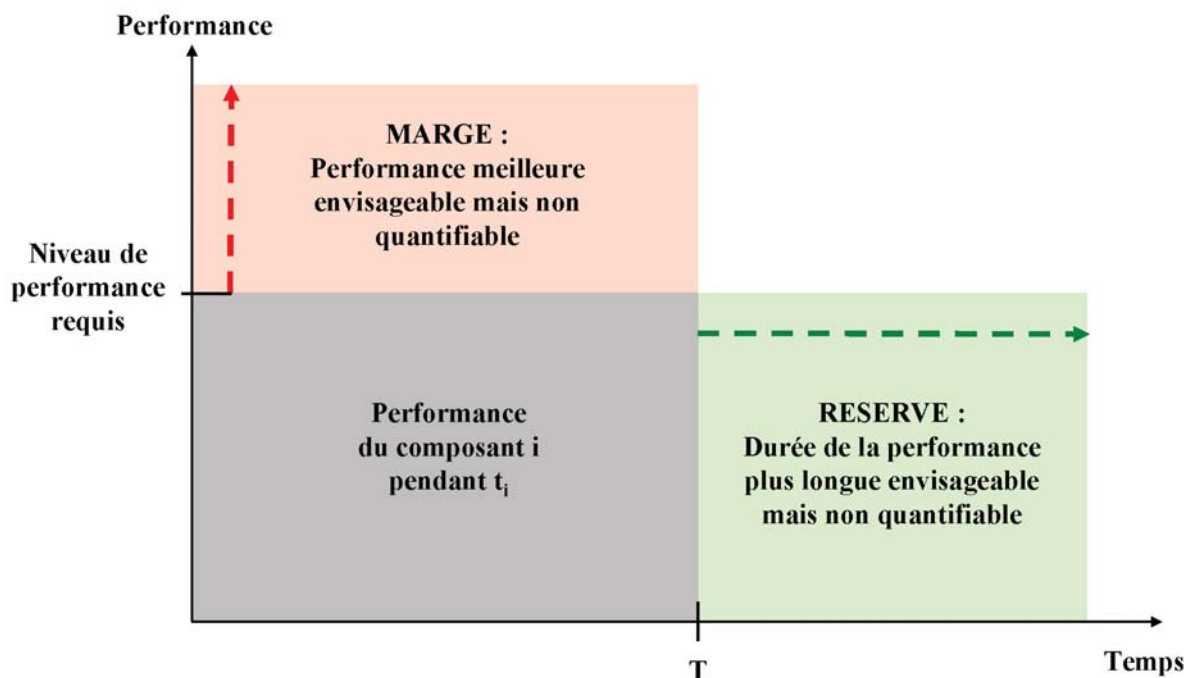 Performance
MARGE :
Performance meilleure
envisageable mais non
quantifiable
Niveau de
performance
requis
Performance
du composant i
pendant tᵢ
RESERVE :
Durée de la performance
plus longue envisageable
mais non quantifiable
T
Temps